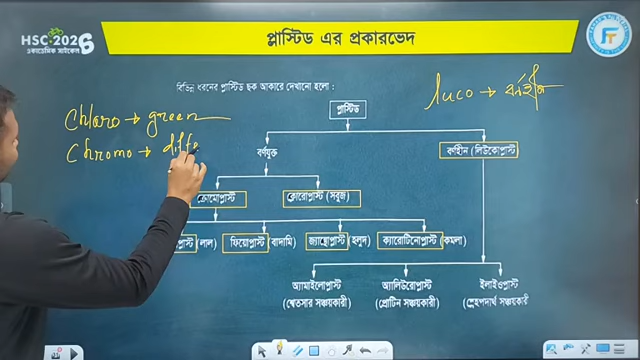 HSC 2026
একাডেমিক সাইকেল
প্লাস্টিড এর প্রকারভেদ
বিভিন্ন ধরনের প্লাস্টিড ছক আকারে দেখানো হলো :
luco → বর্ণহীন
Chloro → green
Chromo → diffe
প্লাস্টিড
বর্ণযুক্ত
বর্ণহীন (লিউকোপ্লাস্ট)
ক্রোমোপ্লাস্ট
ক্লোরোপ্লাস্ট (সবুজ)
প্লাস্ট (লাল)
ফিয়োপ্লাস্ট (বাদামি)
জ্যান্থোপ্লাস্ট (হলুদ)
ক্যারোটিনোপ্লাস্ট (কমলা)
অ্যামাইলোপ্লাস্ট
(শ্বেতসার সঞ্চয়কারী)
অ্যালিউরোপ্লাস্ট
(প্রোটিন সঞ্চয়কারী)
ইলাইওপ্লাস্ট
(স্নেহপদার্থ সঞ্চয়কারী)